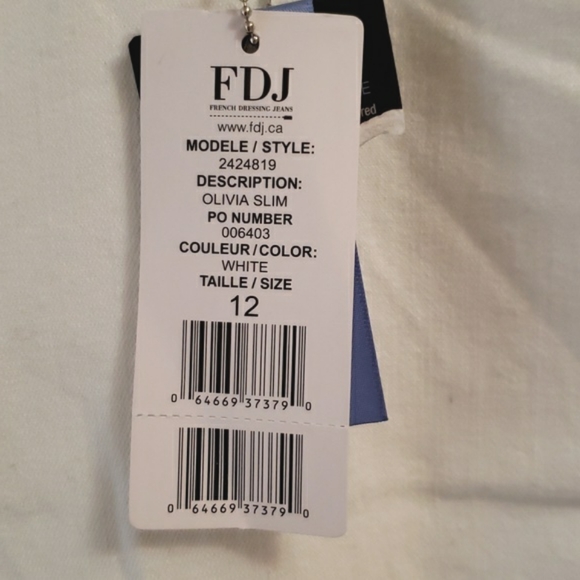 FDJ
FRENCH DRESSING JEANS
www.fdj.ca
MODELE / STYLE:
2424819
DESCRIPTION:
OLIVIA SLIM
PO NUMBER
006403
COULEUR/COLOR:
WHITE
TAILLE / SIZE
12
0 64669 37379 0
0 64669 37379 0
E
red